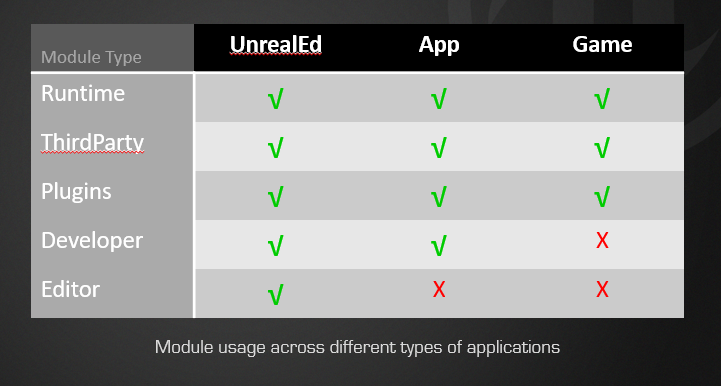 Module Type UnrealEd App Game
Runtime √ √ √
ThirdParty √ √ √
Plugins √ √ √
Developer √ √ X
Editor √ X X
Module usage across different types of applications